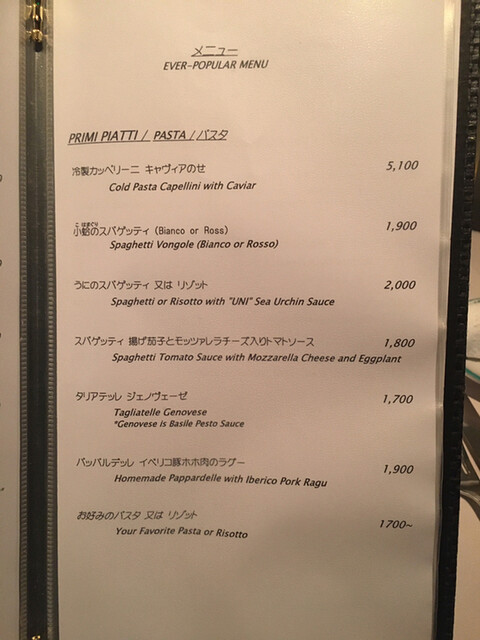 メニュー
EVER-POPULAR MENU
PRIMI PIATTI / PASTA / パスタ
冷製カッペリーニ キャヴィアのせ 5,100
Cold Pasta Capellini with Caviar
こ はまぐり
小蛤のスパゲッティ (Bianco or Ross) 1,900
Spaghetti Vongole (Bianco or Rosso)
うにのスパゲッティ 又は リゾット 2,000
Spaghetti or Risotto with "UNI" Sea Urchin Sauce
スパゲッティ 揚げ茄子とモッツァレラチーズ入りトマトソース 1,800
Spaghetti Tomato Sauce with Mozzarella Cheese and Eggplant
タリアテッレ ジェノヴェーゼ 1,700
Tagliatelle Genovese
*Genovese is Basile Pesto Sauce
パッパルデッレ イベリコ豚ホホ肉のラグー 1,900
Homemade Pappardelle with Iberico Pork Ragu
お好みのパスタ 又は リゾット 1700~
Your Favorite Pasta or Risotto